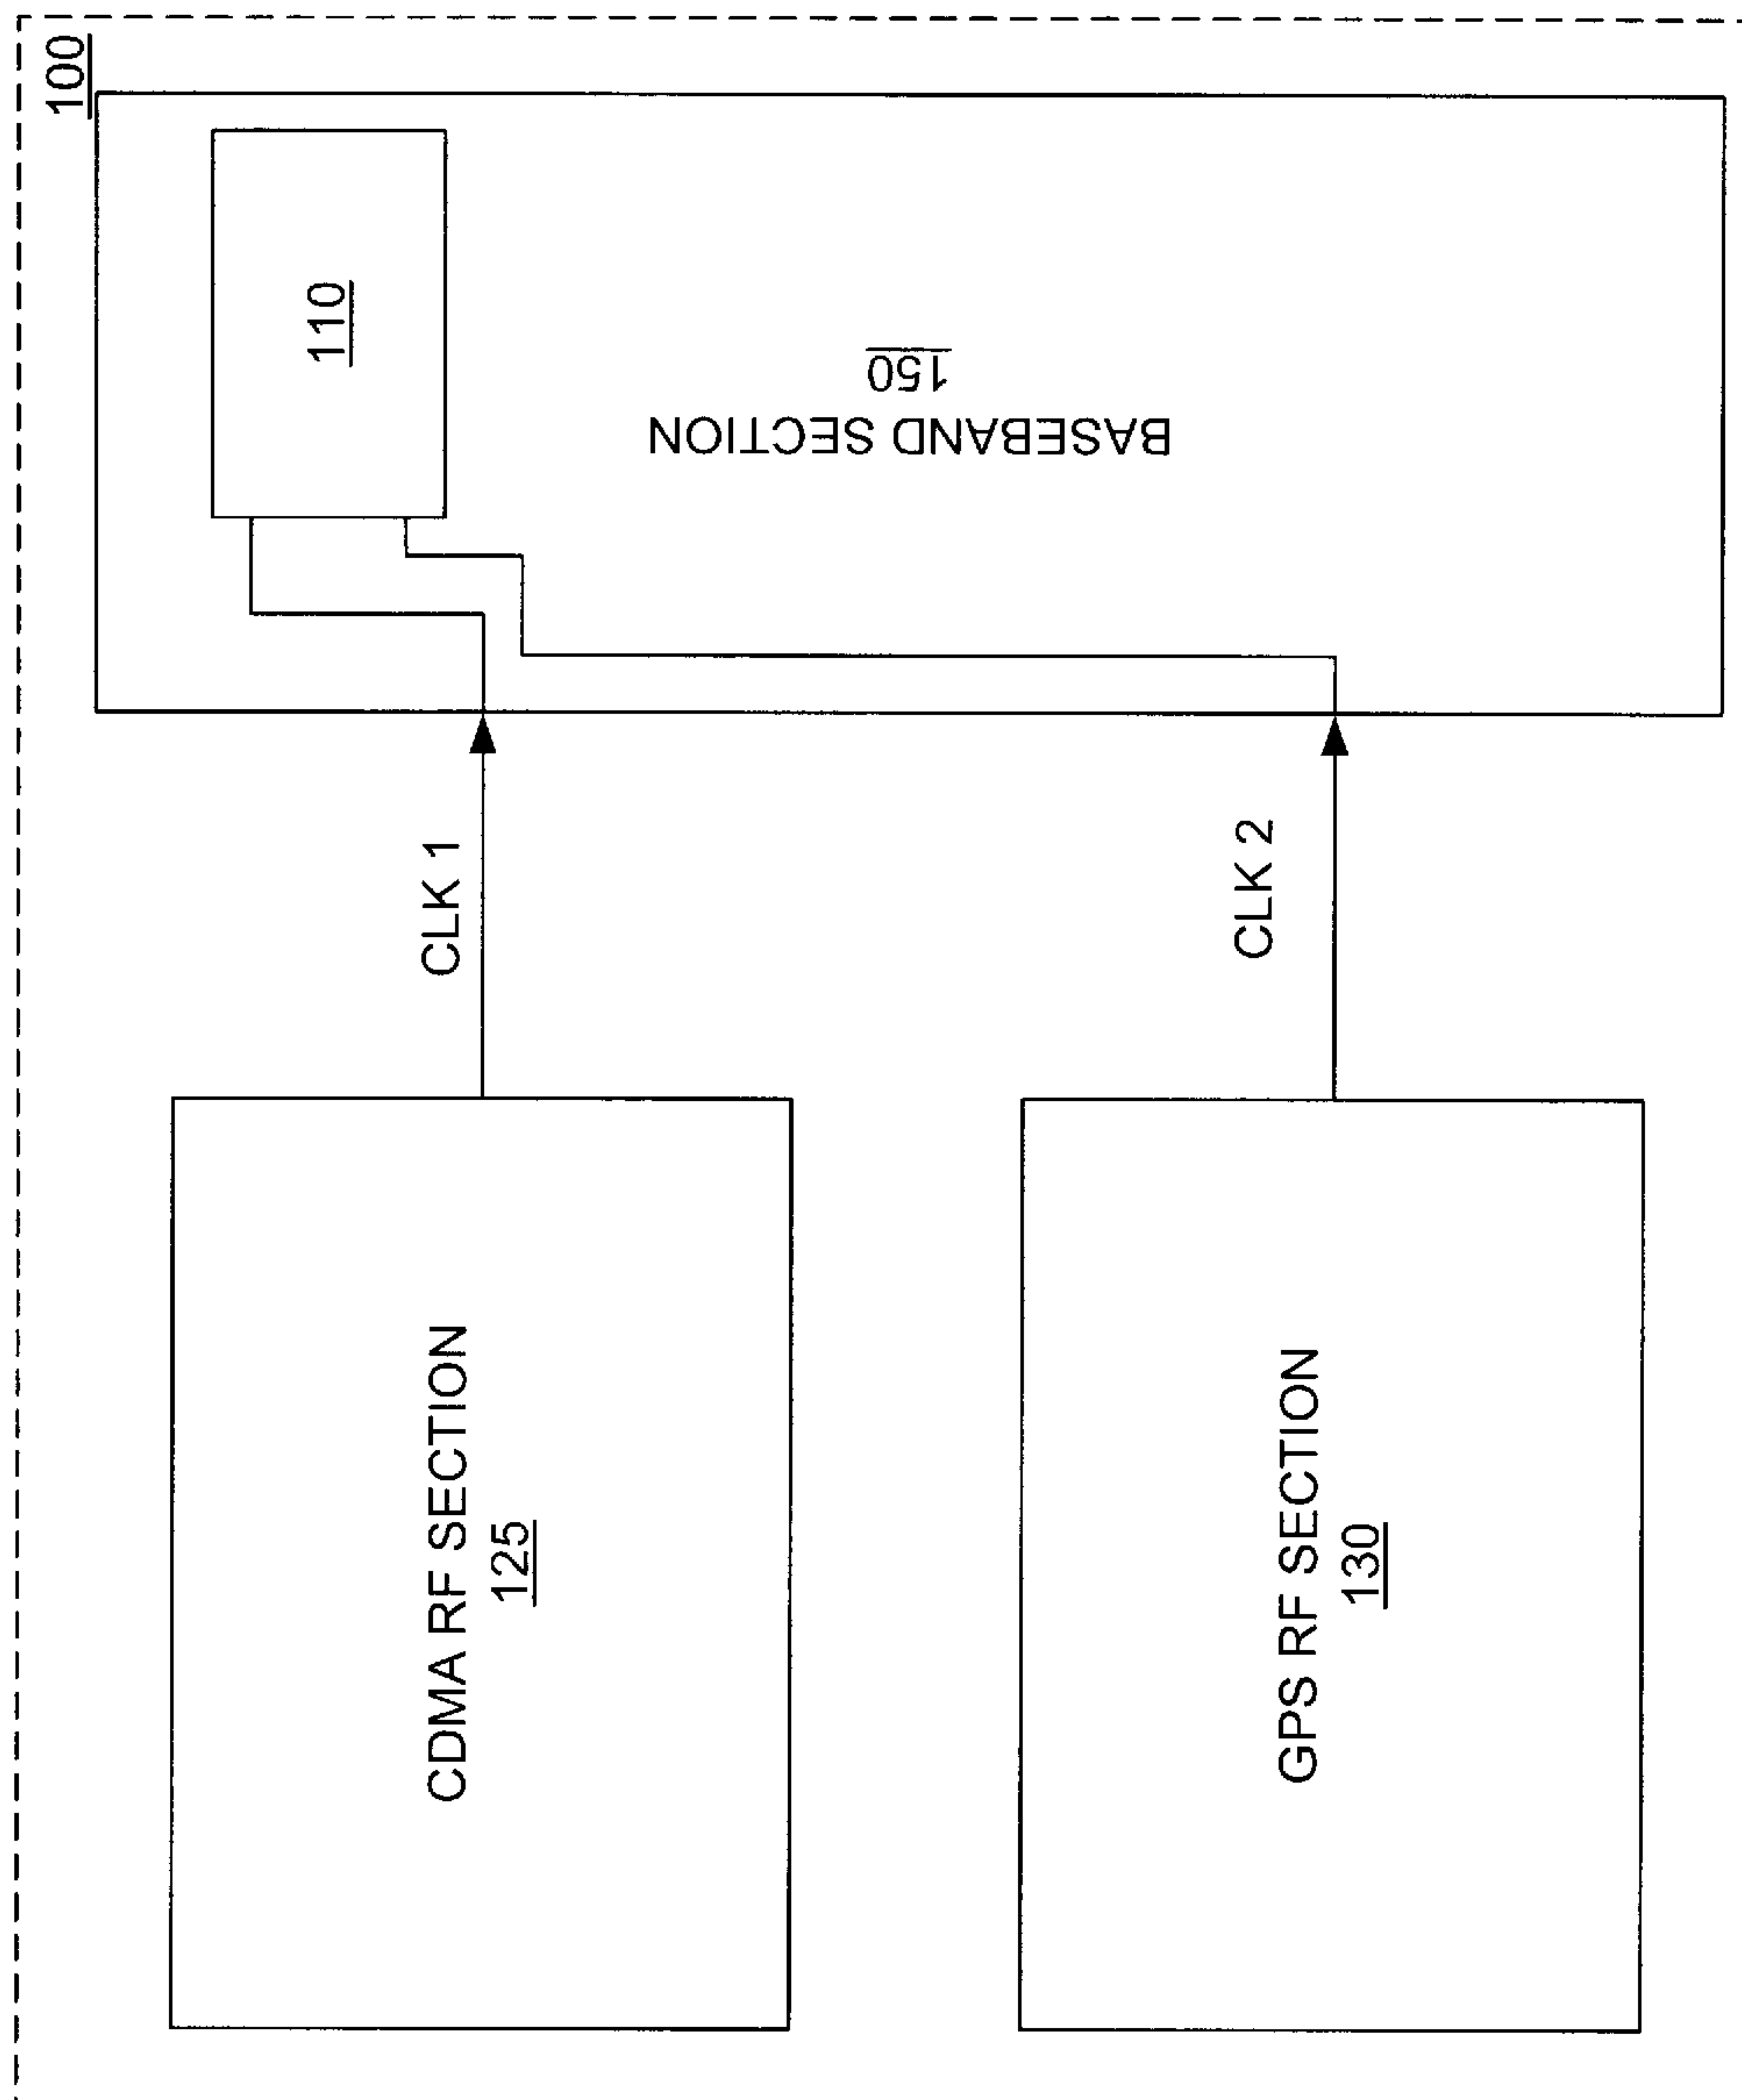 100
110
BASEBAND SECTION
150
CLK 1
CLK 2
CDMA RF SECTION
125
GPS RF SECTION
130